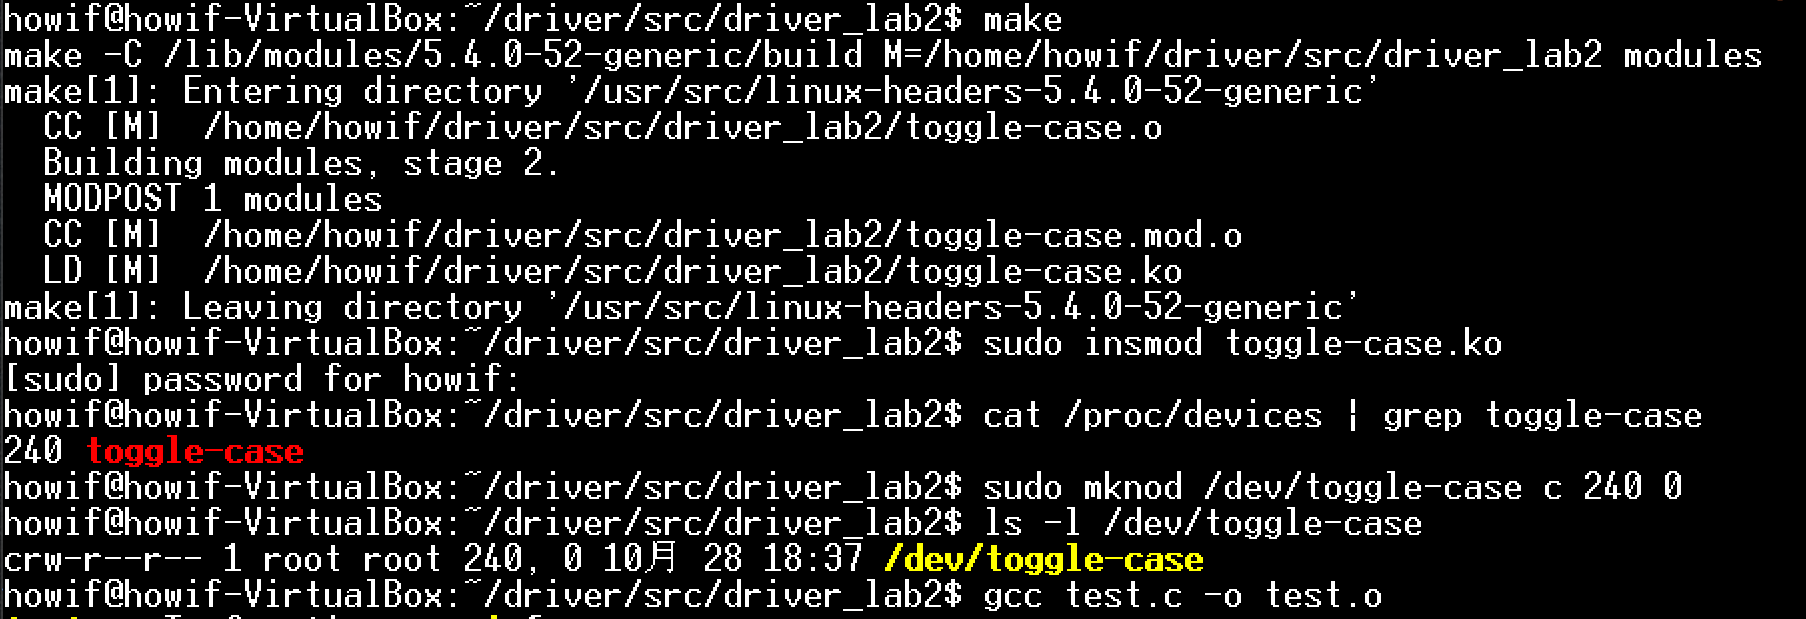 howif@howif-VirtualBox:~/driver/src/driver_lab2$ make
make -C /lib/modules/5.4.0-52-generic/build M=/home/howif/driver/src/driver_lab2 modules
make[1]: Entering directory '/usr/src/linux-headers-5.4.0-52-generic'
  CC [M]  /home/howif/driver/src/driver_lab2/toggle-case.o
  Building modules, stage 2.
  MODPOST 1 modules
  CC [M]  /home/howif/driver/src/driver_lab2/toggle-case.mod.o
  LD [M]  /home/howif/driver/src/driver_lab2/toggle-case.ko
make[1]: Leaving directory '/usr/src/linux-headers-5.4.0-52-generic'
howif@howif-VirtualBox:~/driver/src/driver_lab2$ sudo insmod toggle-case.ko
[sudo] password for howif:
howif@howif-VirtualBox:~/driver/src/driver_lab2$ cat /proc/devices | grep toggle-case
240 toggle-case
howif@howif-VirtualBox:~/driver/src/driver_lab2$ sudo mknod /dev/toggle-case c 240 0
howif@howif-VirtualBox:~/driver/src/driver_lab2$ ls -l /dev/toggle-case
crw-r--r-- 1 root root 240, 0 10月 28 18:37 /dev/toggle-case
howif@howif-VirtualBox:~/driver/src/driver_lab2$ gcc test.c -o test.o